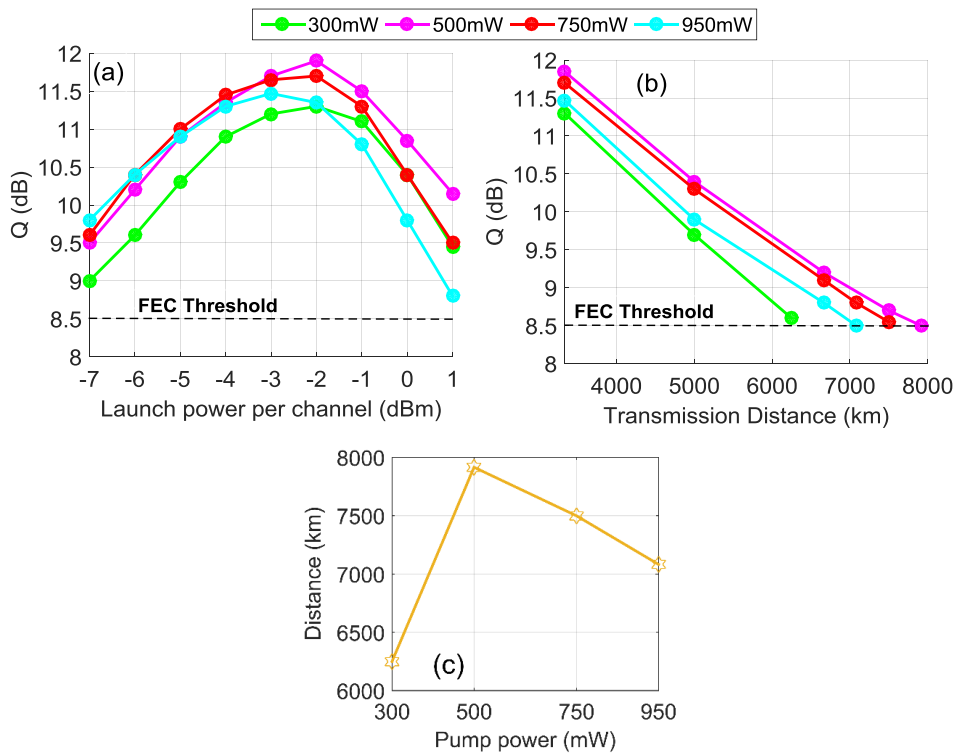 300mW 500mW 750mW 950mW
(a)
12
11.5
11
10.5
10
9.5
9
8.5
8
Q (dB)
FEC Threshold
-7 -6 -5 -4 -3 -2 -1 0 1
Launch power per channel (dBm)
(b)
12
11.5
11
10.5
10
9.5
9
8.5
8
Q (dB)
FEC Threshold
4000 5000 6000 7000 8000
Transmission Distance (km)
8000
7500
7000
6500
6000
Distance (km)
(c)
300 500 750 950
Pump power (mW)